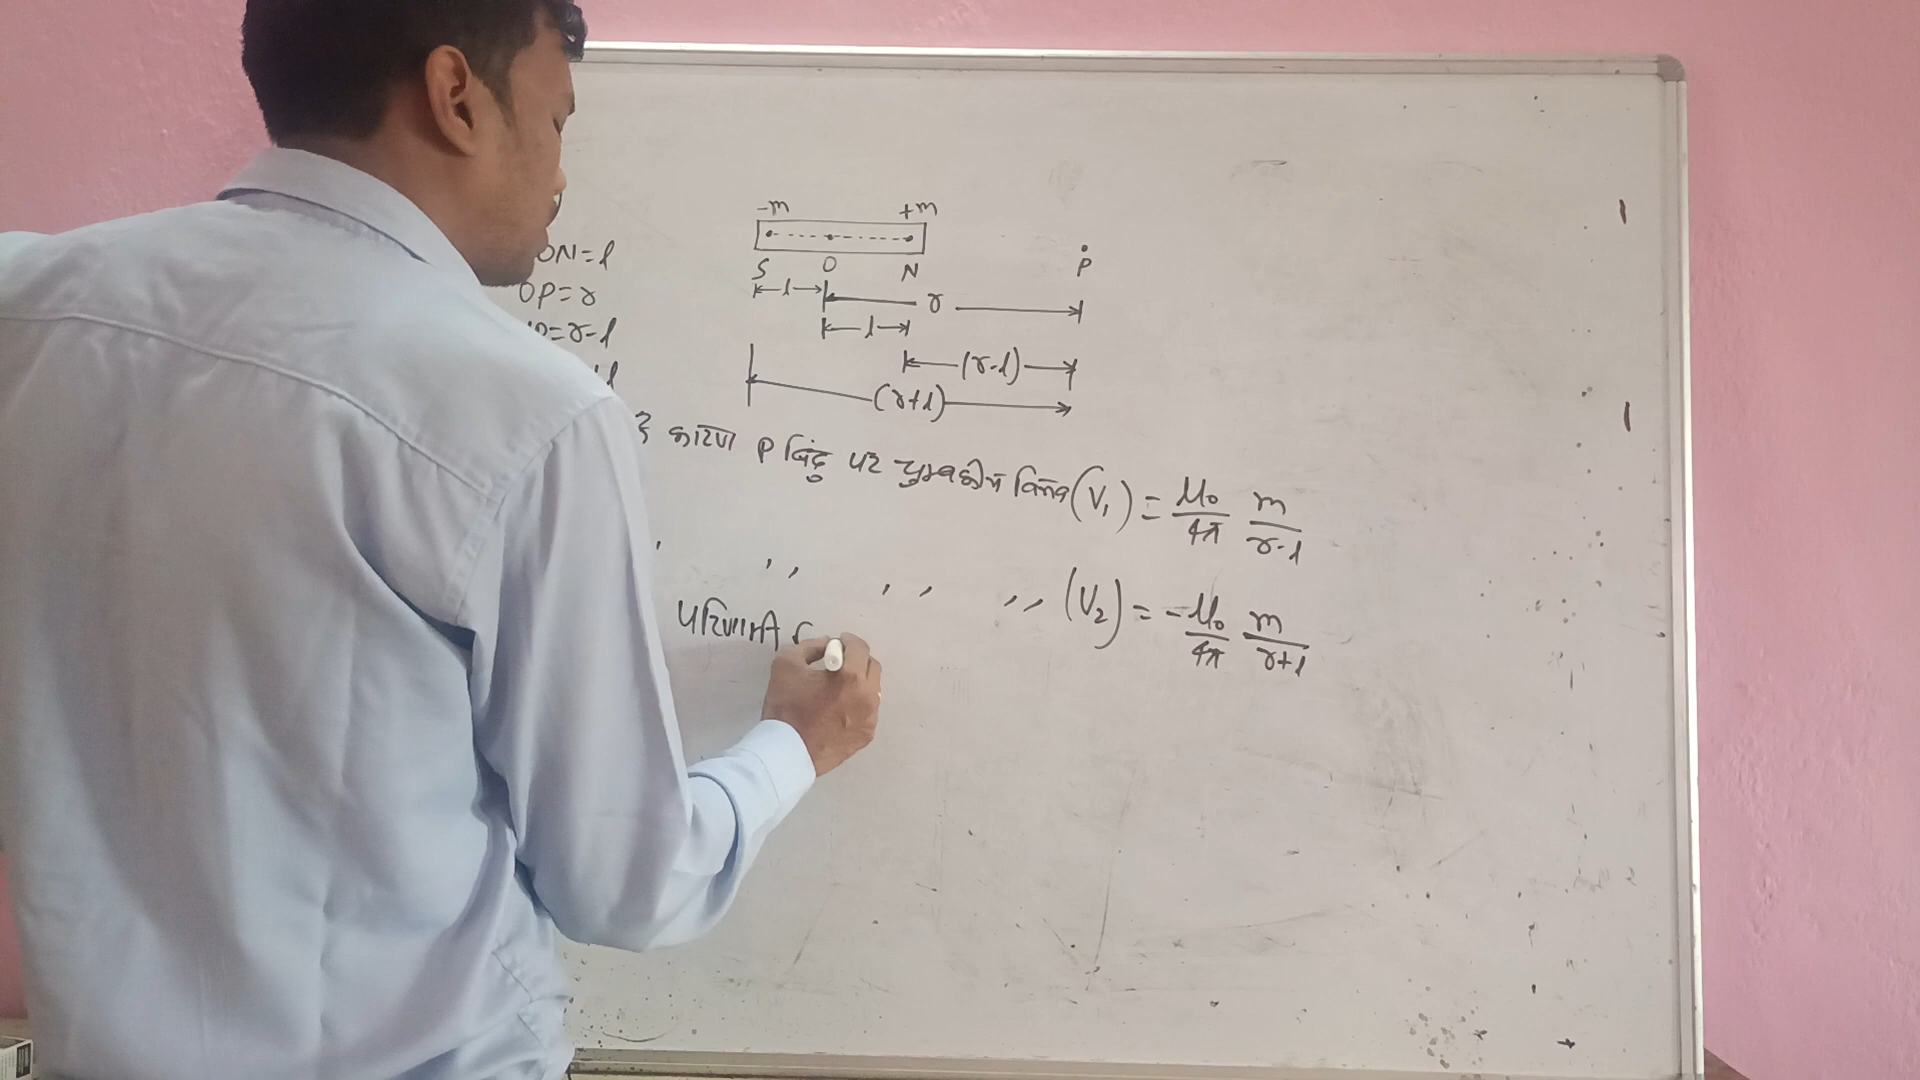 -m +m
S O N P
ON=l
OP=r
=r-l
l r
l
(r-l)
(r+l)
के कारण P बिंदु पर चुम्बकीय विभव (V₁) = μ₀/4π m/r-l
,, ,, ,, (V₂) = -μ₀/4π m/r+l
परिणामी